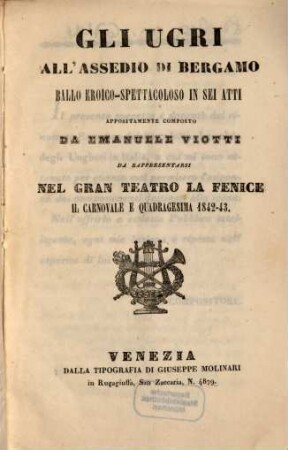 GLI UGRI
ALL'ASSEDIO DI BERGAMO
BALLO EROICO-SPETTACOLOSO IN SEI ATTI
APPOSITAMENTE COMPOSTO
DA EMANUELE VIOTTI
DA RAPPRESENTARSI
NEL GRAN TEATRO LA FENICE
IL CARNOVALE E QUADRAGESIMA 1842-43.
VENEZIA
DALLA TIPOGRAFIA DI GIUSEPPE MOLINARI
in Rugagiuffa, San Zaccaria, N. 4879.